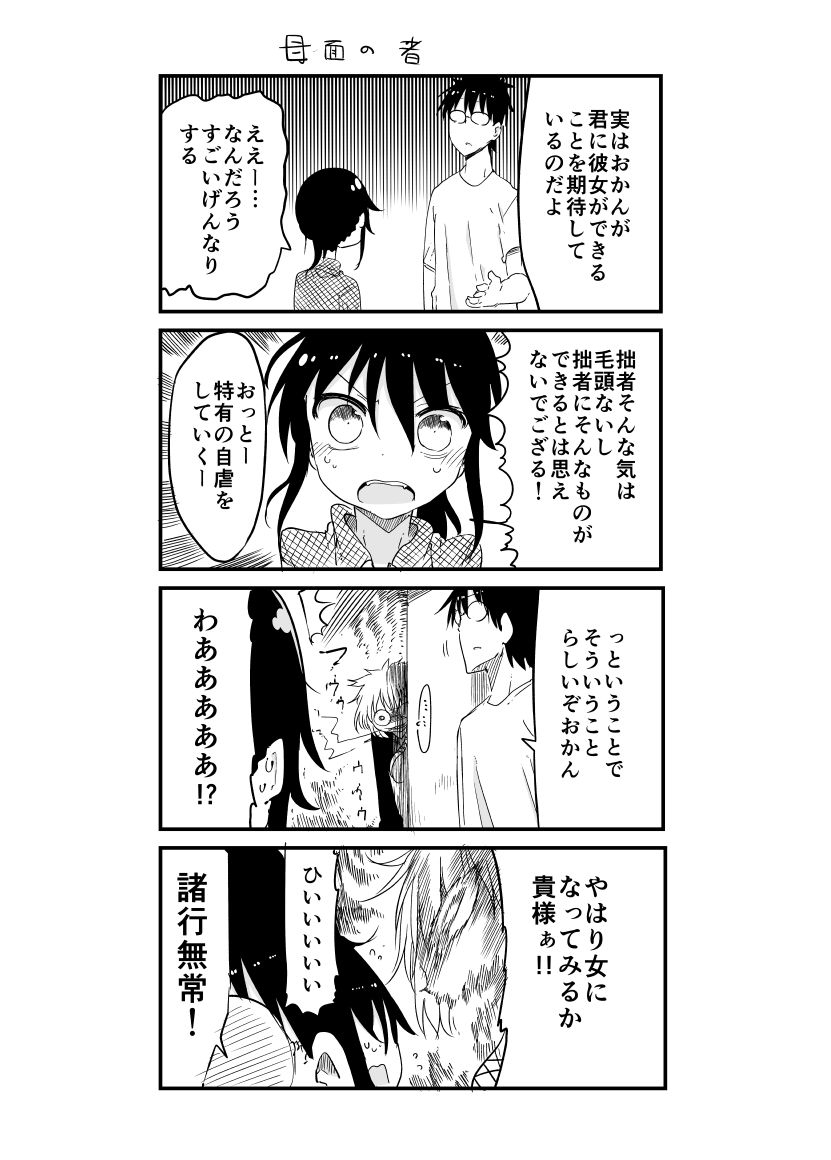 母面の者
実はおかんが
君に彼女ができる
ことを期待して
いるのだよ
ええー…
なんだろう
すごいげんなり
する
拙者そんな気は
毛頭ないし
拙者にそんなものが
できるとは思え
ないでござる！
おっとー
特有の自虐を
していくー
っということで
そういうこと
らしいぞおかん
……
フウゥ
ウウゥ
わあああああ!?
やはり女に
なってみるか
貴様ぁ!!
ひいいいいい
諸行無常！